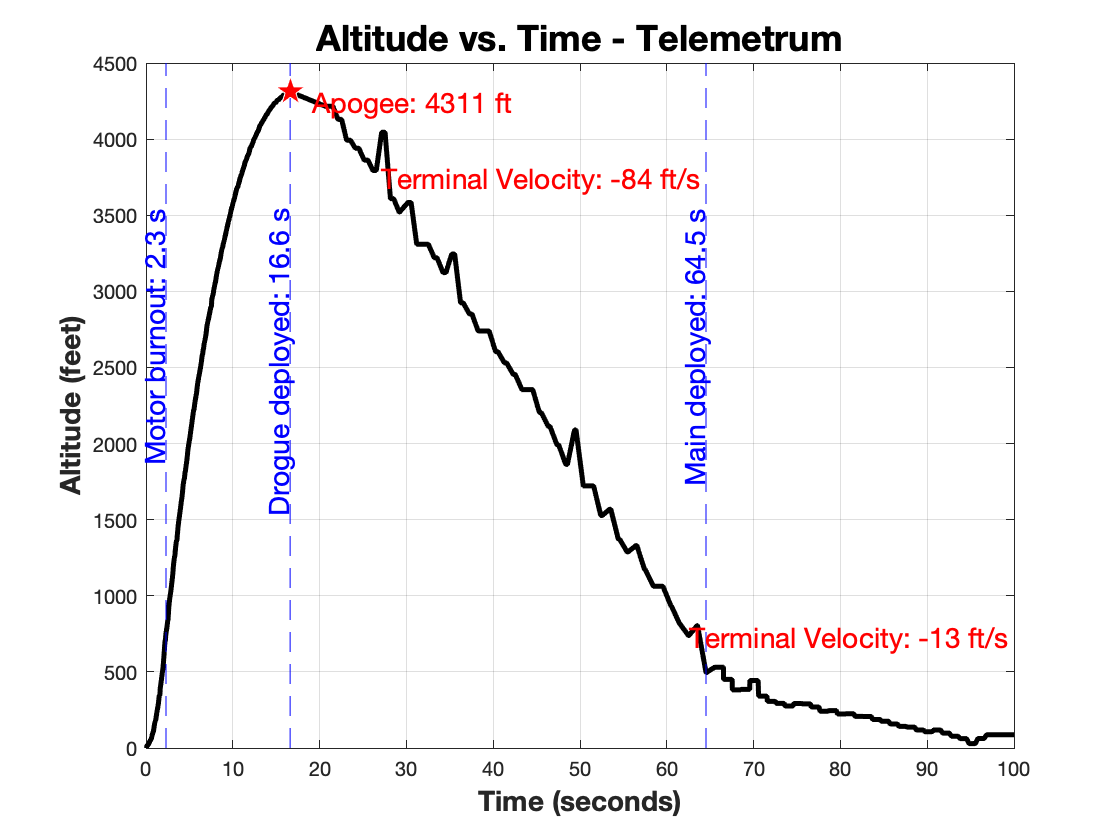 Altitude vs. Time - Telemetrum
4500
4000
3500
3000
2500
2000
1500
1000
500
0
Altitude (feet)
Apogee: 4311 ft
Terminal Velocity: -84 ft/s
Motor burnout: 2.3 s
Drogue deployed: 16.6 s
Main deployed: 64.5 s
Terminal Velocity: -13 ft/s
0 10 20 30 40 50 60 70 80 90 100
Time (seconds)